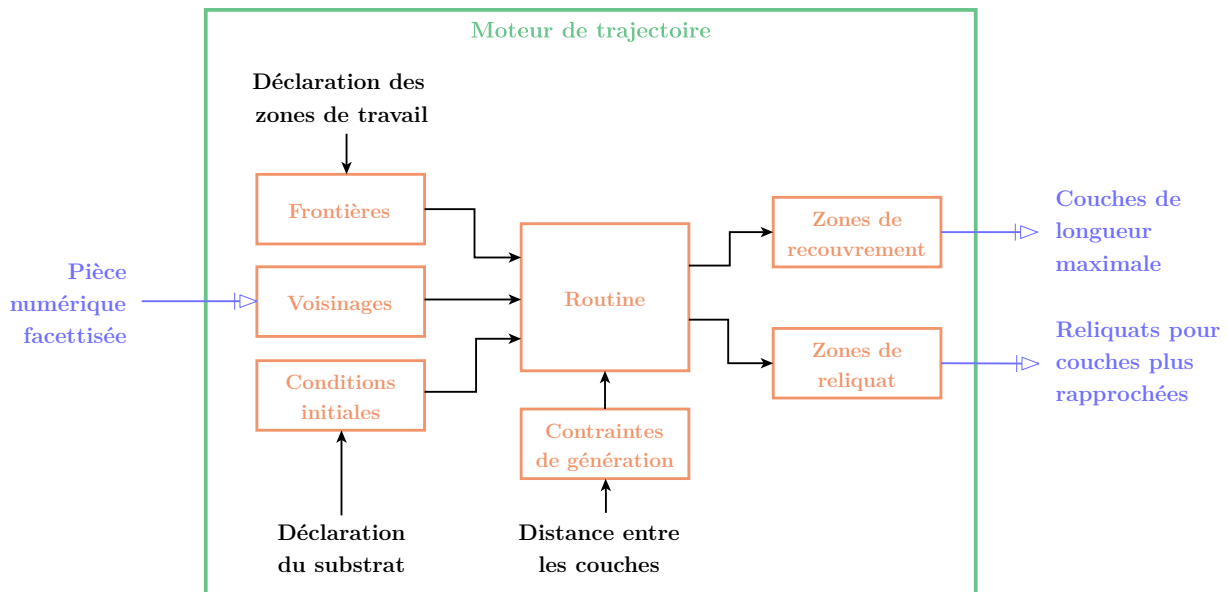 Moteur de trajectoire
Déclaration des
zones de travail
Frontières
Pièce
numérique
facettisée
Voisinages
Conditions
initiales
Déclaration
du substrat
Routine
Contraintes
de génération
Distance entre
les couches
Zones de
recouvrement
Zones de
reliquat
Couches de
longueur
maximale
Reliquats pour
couches plus
rapprochées